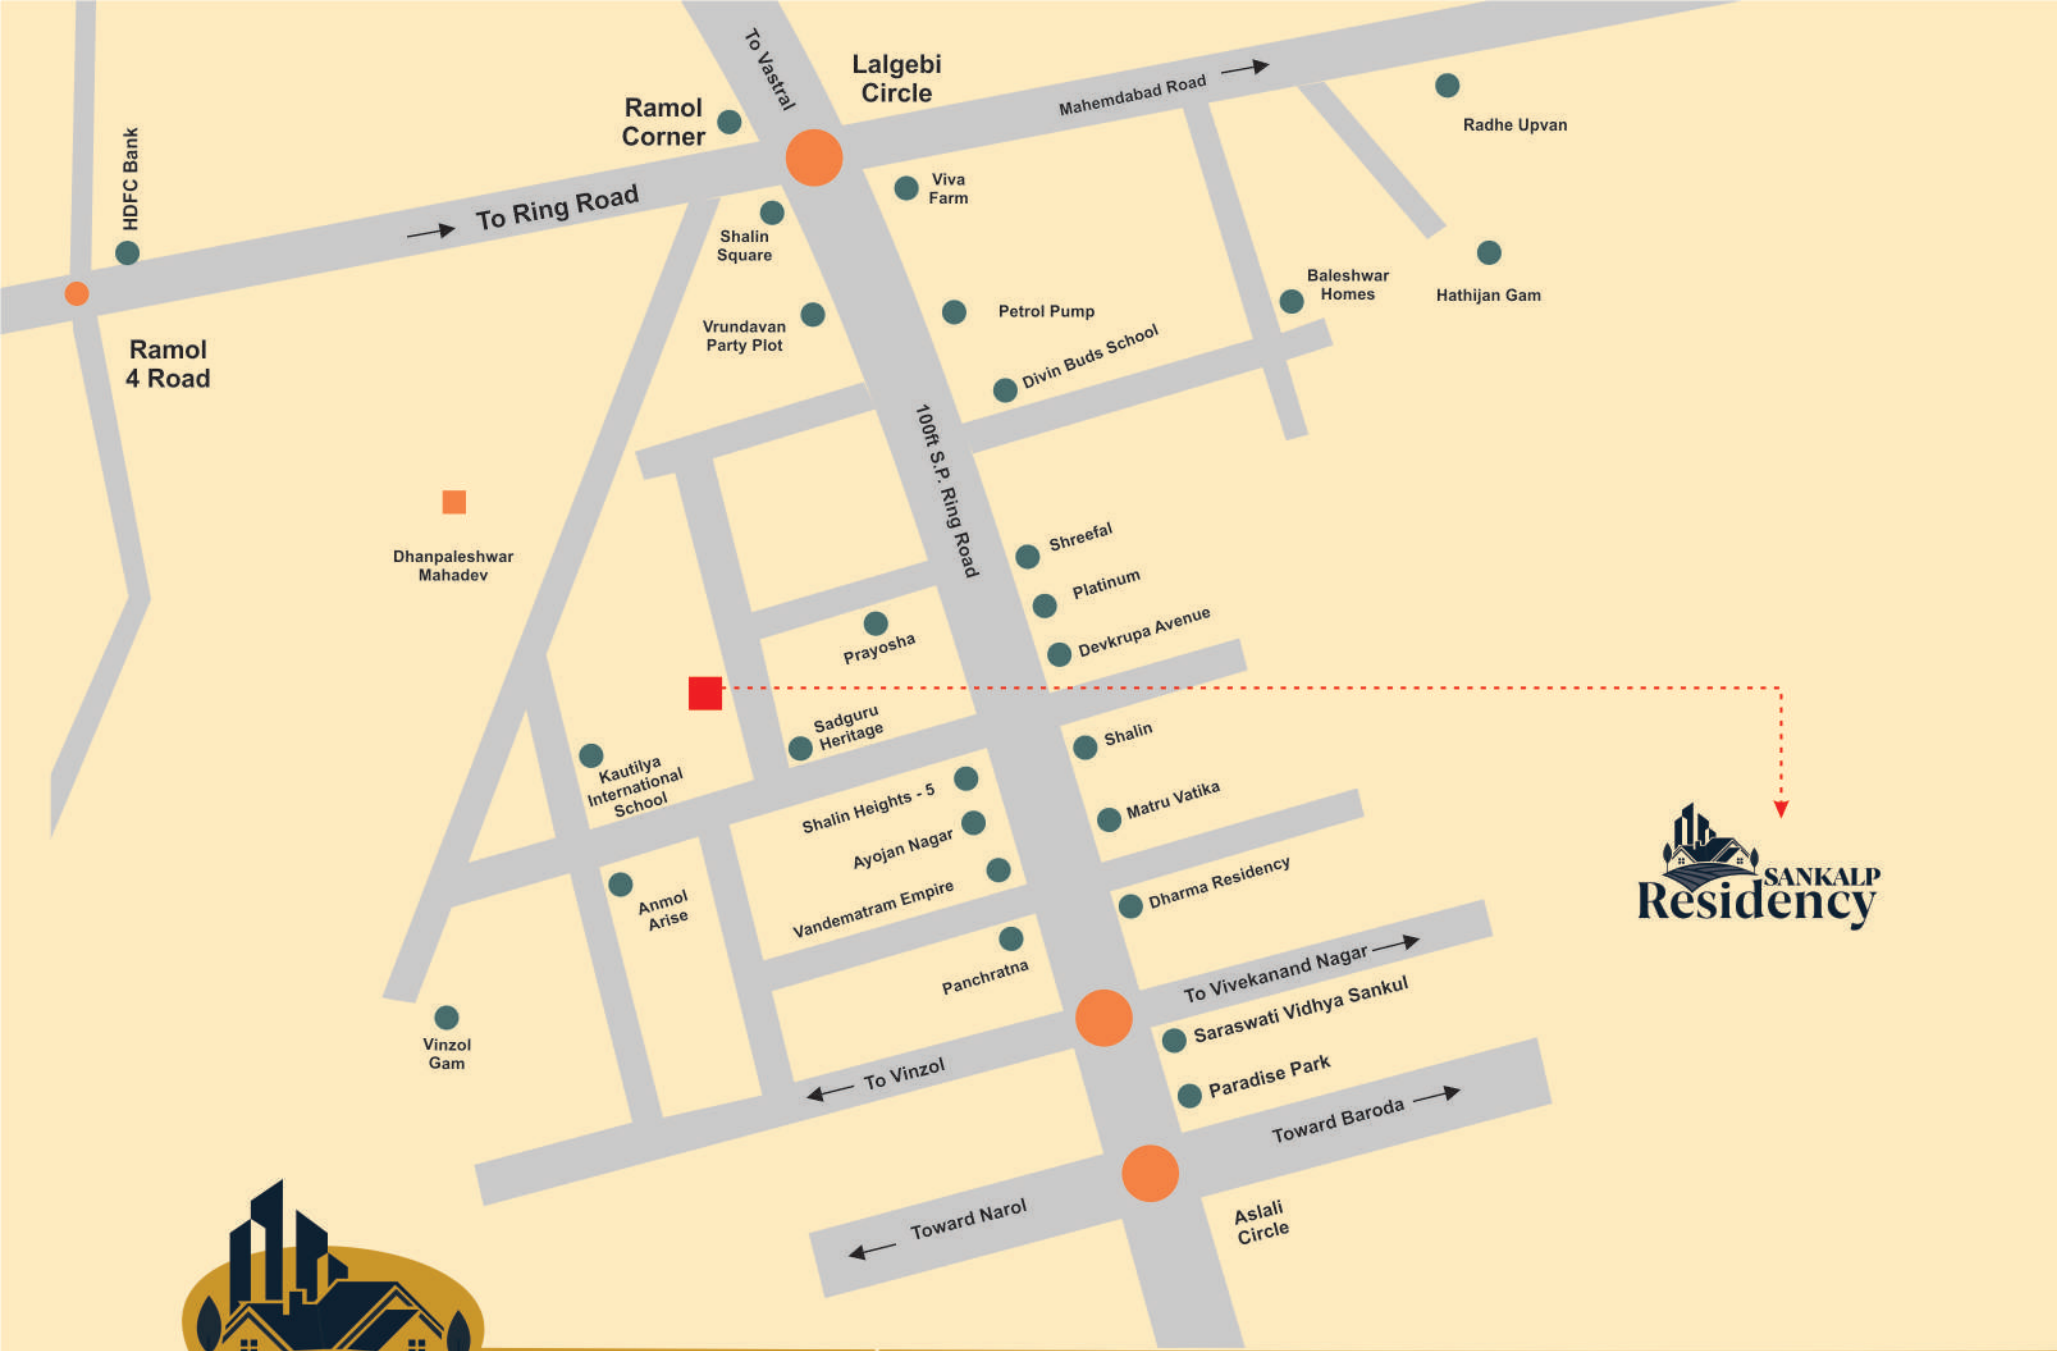 To Vastral
Lalgebi
Circle
Ramol
Corner
Mahemdabad Road
Radhe Upvan
HDFC Bank
To Ring Road
Viva
Farm
Shalin
Square
Baleshwar
Homes
Hathijan Gam
Petrol Pump
Vrundavan
Party Plot
Divin Buds School
Ramol
4 Road
100ft S.P. Ring Road
Dhanpaleshwar
Mahadev
Shreefal
Platinum
Devkrupa Avenue
Prayosha
Sadguru
Heritage
Shalin
Kautilya
International
School
Shalin Heights - 5
Matru Vatika
Ayojan Nagar
Vandematram Empire
Dharma Residency
SANKALP
Residency
Anmol
Arise
Panchratna
To Vivekanand Nagar
Saraswati Vidhya Sankul
Vinzol
Gam
To Vinzol
Paradise Park
Toward Baroda
Toward Narol
Aslali
Circle